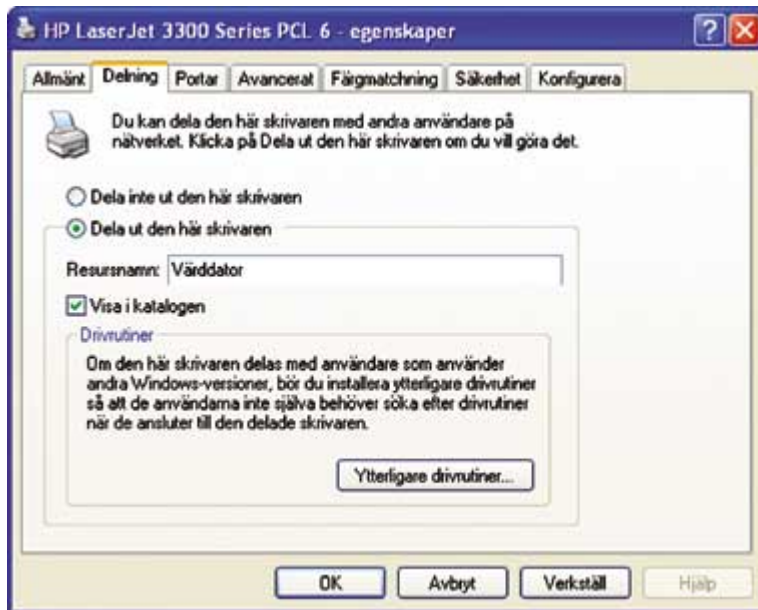 HP LaserJet 3300 Series PCL 6 - egenskaper
Allmänt Delning Portar Avancerat Färgmatchning Säkerhet Konfigurera
Du kan dela den här skrivaren med andra användare på
nätverket. Klicka på Dela ut den här skrivaren om du vill göra det.
Dela inte ut den här skrivaren
Dela ut den här skrivaren
Resursnamn: Värddator
Visa i katalogen
Drivrutiner
Om den här skrivaren delas med användare som använder
andra Windows-versioner, bör du installera ytterligare drivrutiner
så att de användarna inte själva behöver söka efter drivrutiner
när de ansluter till den delade skrivaren.
Ytterligare drivrutiner...
OK Avbryt Verkställ Hjälp